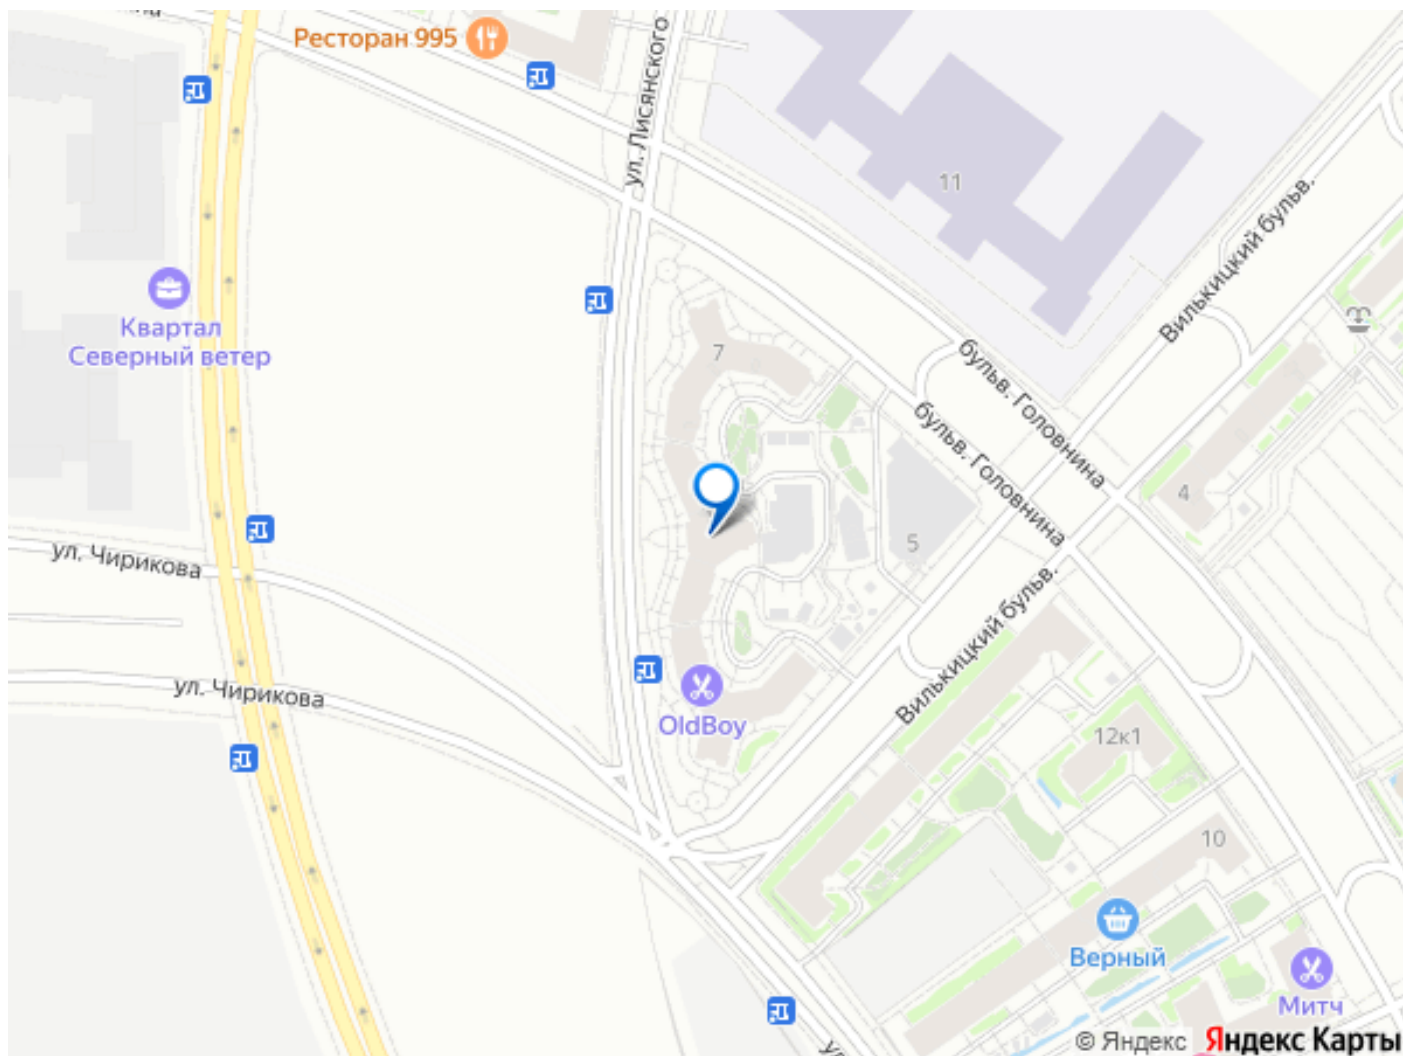 Ресторан 995
ул. Лисянского
11
Вилькицкий бульв.
Квартал
Северный ветер
7
бульв. Головнина
бульв. Головнина
4
5
ул. Чирикова
Вилькицкий бульв.
ул. Чирикова
OldBoy
12к1
10
Верный
Митч
© Яндекс Яндекс Карты